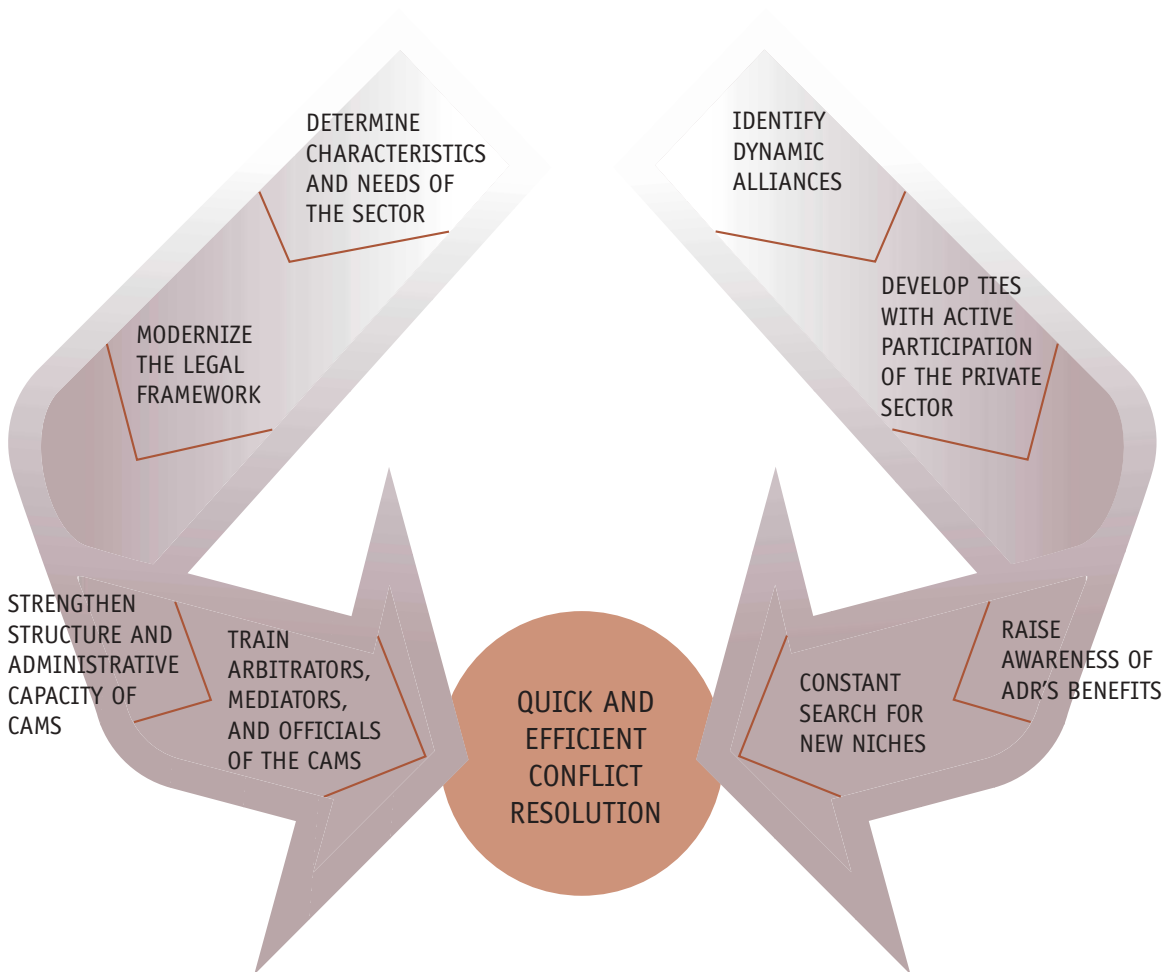 DETERMINE
CHARACTERISTICS
AND NEEDS OF
THE SECTOR
MODERNIZE
THE LEGAL
FRAMEWORK
STRENGTHEN
STRUCTURE AND
ADMINISTRATIVE
CAPACITY OF
CAMS
TRAIN
ARBITRATORS,
MEDIATORS,
AND OFFICIALS
OF THE CAMS
IDENTIFY
DYNAMIC
ALLIANCES
DEVELOP TIES
WITH ACTIVE
PARTICIPATION
OF THE PRIVATE
SECTOR
RAISE
AWARENESS OF
ADR'S BENEFITS
CONSTANT
SEARCH FOR
NEW NICHES
QUICK AND
EFFICIENT
CONFLICT
RESOLUTION